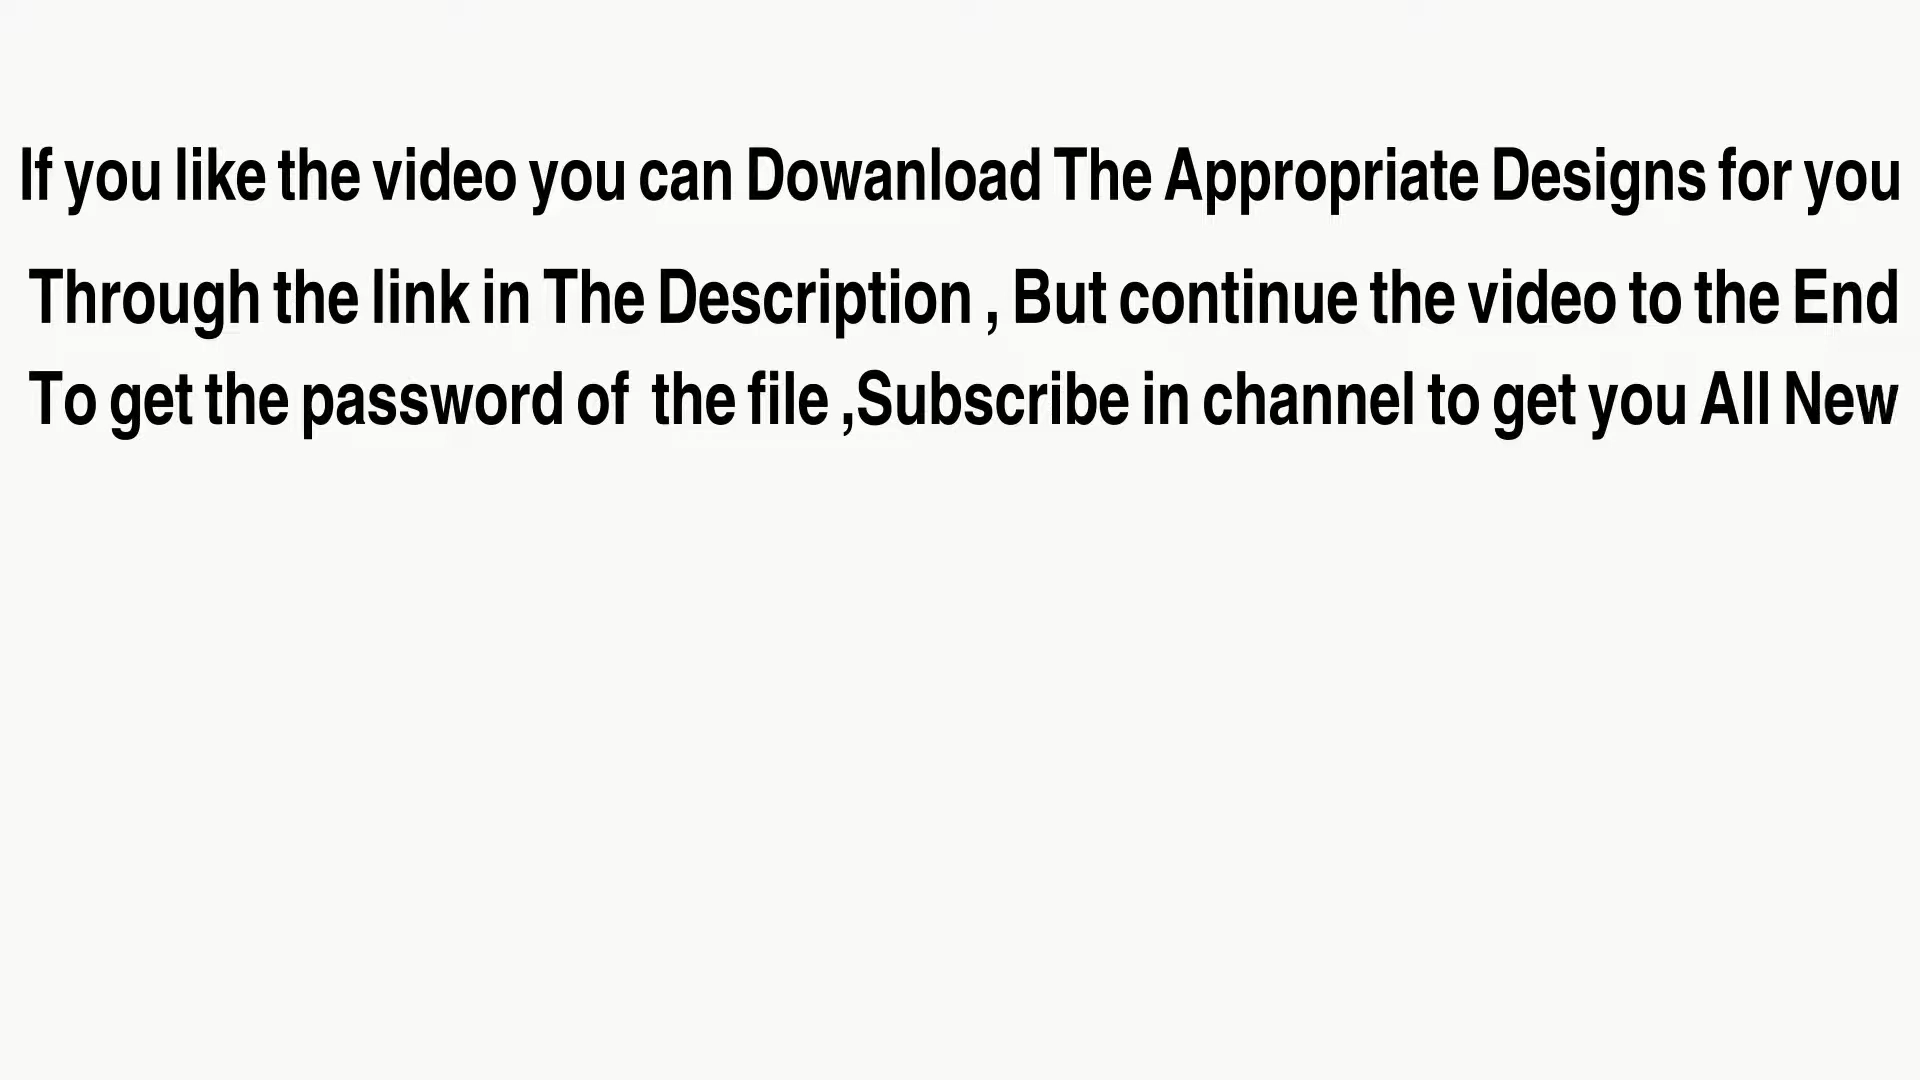 If you like the video you can Dowanload The Appropriate Designs for you
Through the link in The Description , But continue the video to the End
To get the password of  the file ,Subscribe in channel to get you All New